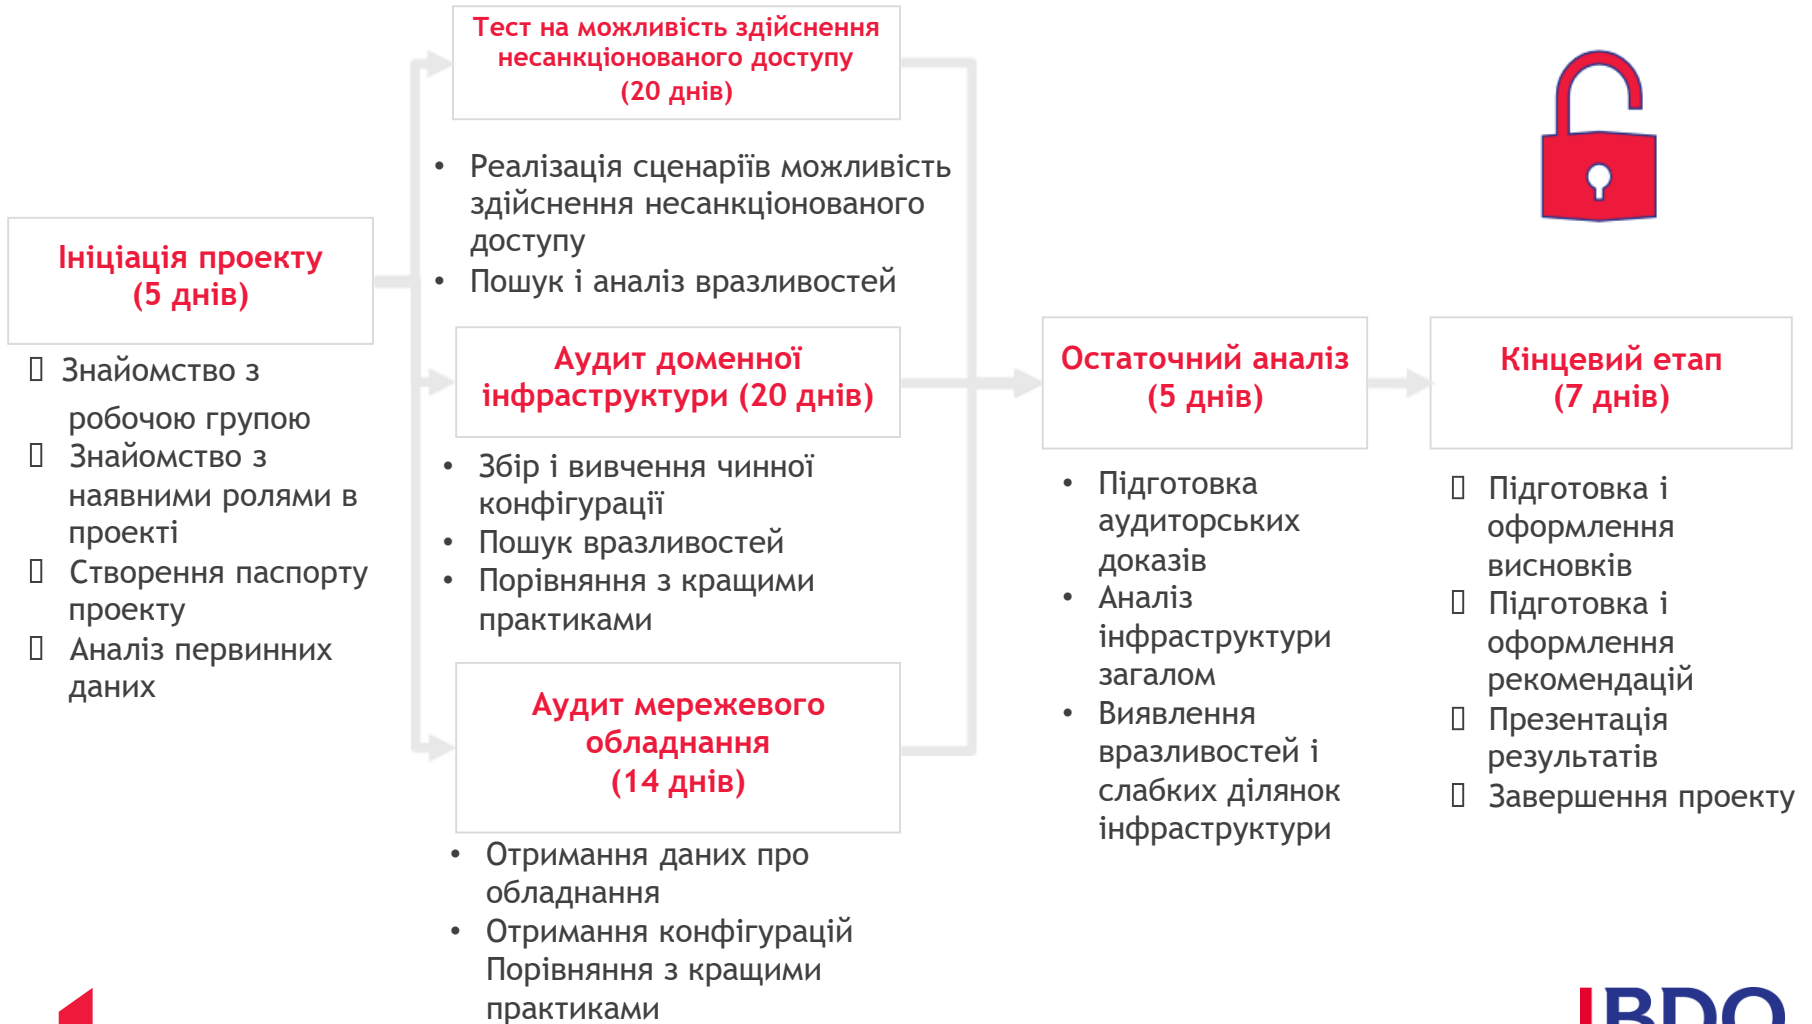 Тест на можливість здійснення
несанкціонованого доступу
(20 днів)
• Реалізація сценаріїв можливість
здійснення несанкціонованого
доступу
• Пошук і аналіз вразливостей
Ініціація проекту
(5 днів)
Знайомство з
робочою групою
Знайомство з
наявними ролями в
проекті
Створення паспорту
проекту
Аналіз первинних
даних
Аудит доменної
інфраструктури (20 днів)
• Збір і вивчення чинної
конфігурації
• Пошук вразливостей
• Порівняння з кращими
практиками
Аудит мережевого
обладнання
(14 днів)
• Отримання даних про
обладнання
• Отримання конфігурацій
Порівняння з кращими
практиками
Остаточний аналіз
(5 днів)
• Підготовка
аудиторських
доказів
• Аналіз
інфраструктури
загалом
• Виявлення
вразливостей і
слабких ділянок
інфраструктури
Кінцевий етап
(7 днів)
Підготовка і
оформлення
висновків
Підготовка і
оформлення
рекомендацій
Презентація
результатів
Завершення проекту
BDO